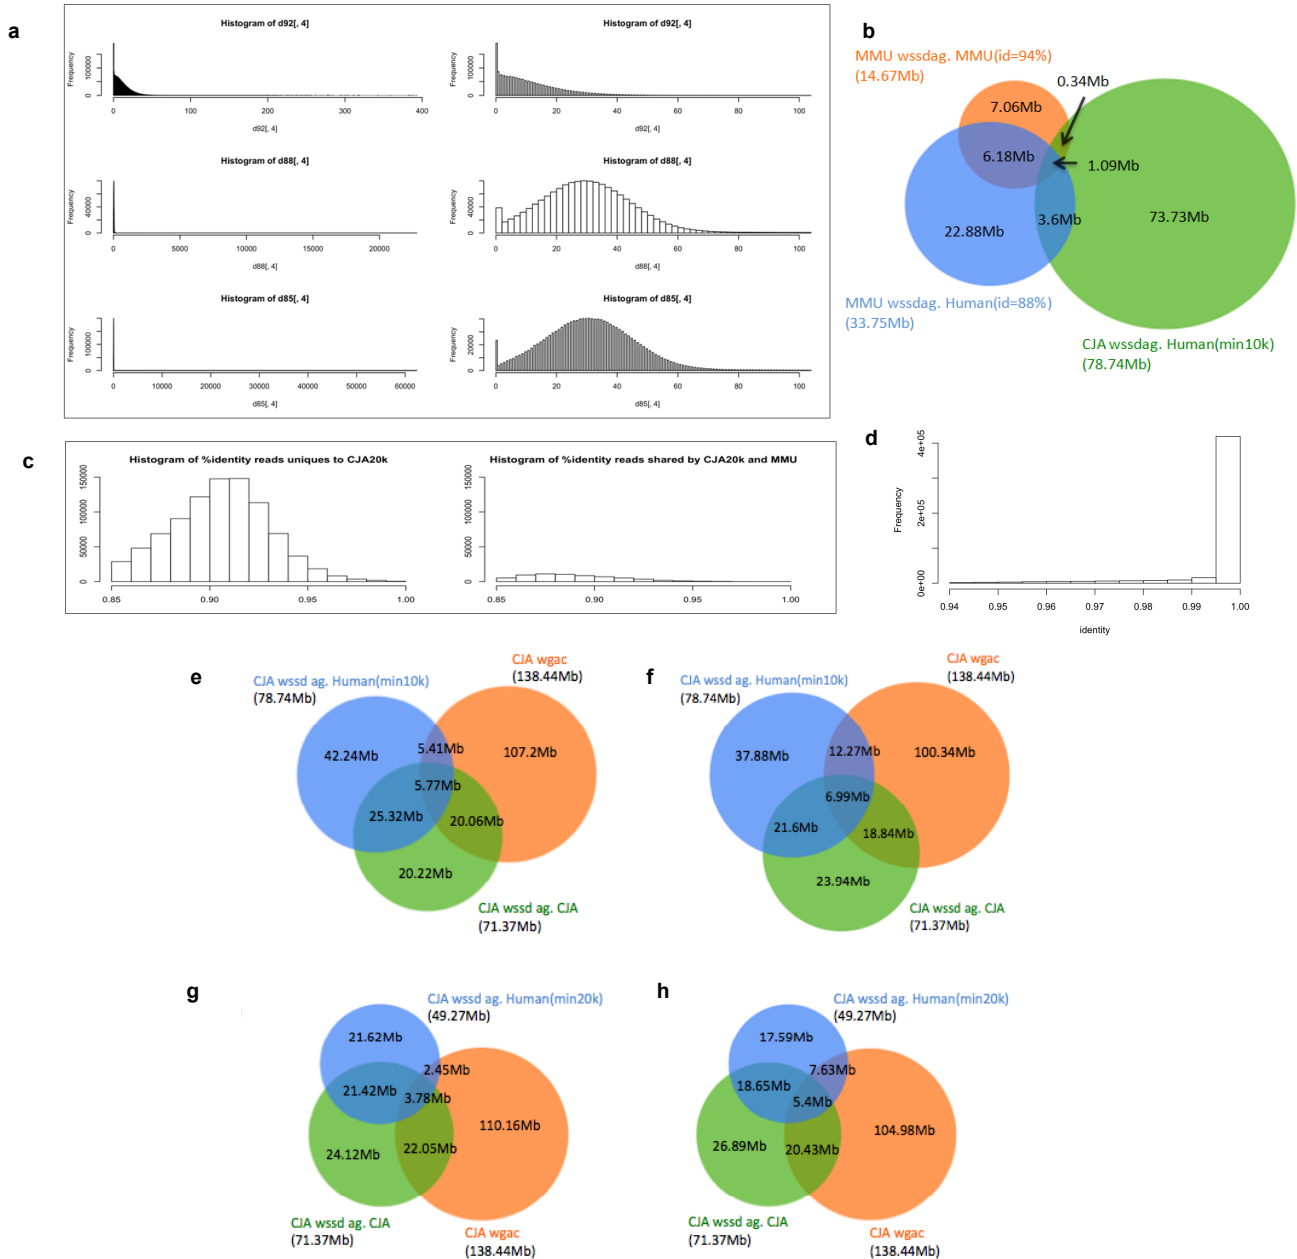 a
Histogram of d92[, 4]
Frequency
0
100000
0
100
200
300
400
d92[, 4]
Histogram of d92[, 4]
Frequency
0
100000
0
20
40
60
80
100
d92[, 4]
Histogram of d88[, 4]
Frequency
0
40000
0
5000
10000
15000
20000
d88[, 4]
Histogram of d88[, 4]
Frequency
0
40000
0
20
40
60
80
100
d88[, 4]
Histogram of d85[, 4]
Frequency
0
100000
0
10000
20000
30000
40000
50000
60000
d85[, 4]
Histogram of d85[, 4]
Frequency
0
20000
0
20
40
60
80
100
d85[, 4]
b
MMU wssdag. MMU(id=94%)
(14.67Mb)
0.34Mb
7.06Mb
6.18Mb
1.09Mb
3.6Mb
73.73Mb
22.88Mb
MMU wssdag. Human(id=88%)
(33.75Mb)
CJA wssdag. Human(min10k)
(78.74Mb)
c
Histogram of %identity reads uniques to CJA20k
0
50000
100000
150000
0.85
0.90
0.95
1.00
Histogram of %identity reads shared by CJA20k and MMU
0
50000
100000
150000
0.85
0.90
0.95
1.00
d
Frequency
0e+00
2e+05
4e+05
0.94
0.95
0.96
0.97
0.98
0.99
1.00
identity
e
CJA wssd ag. Human(min10k)
(78.74Mb)
CJA wgac
(138.44Mb)
42.24Mb
5.41Mb
107.2Mb
5.77Mb
25.32Mb
20.06Mb
20.22Mb
CJA wssd ag. CJA
(71.37Mb)
f
CJA wssd ag. Human(min10k)
(78.74Mb)
CJA wgac
(138.44Mb)
37.88Mb
12.27Mb
100.34Mb
6.99Mb
21.6Mb
18.84Mb
23.94Mb
CJA wssd ag. CJA
(71.37Mb)
g
CJA wssd ag. Human(min20k)
(49.27Mb)
21.62Mb
2.45Mb
21.42Mb
3.78Mb
110.16Mb
24.12Mb
22.05Mb
CJA wssd ag. CJA
(71.37Mb)
CJA wgac
(138.44Mb)
h
CJA wssd ag. Human(min20k)
(49.27Mb)
17.59Mb
7.63Mb
18.65Mb
5.4Mb
104.98Mb
26.89Mb
20.43Mb
CJA wssd ag. CJA
(71.37Mb)
CJA wgac
(138.44Mb)